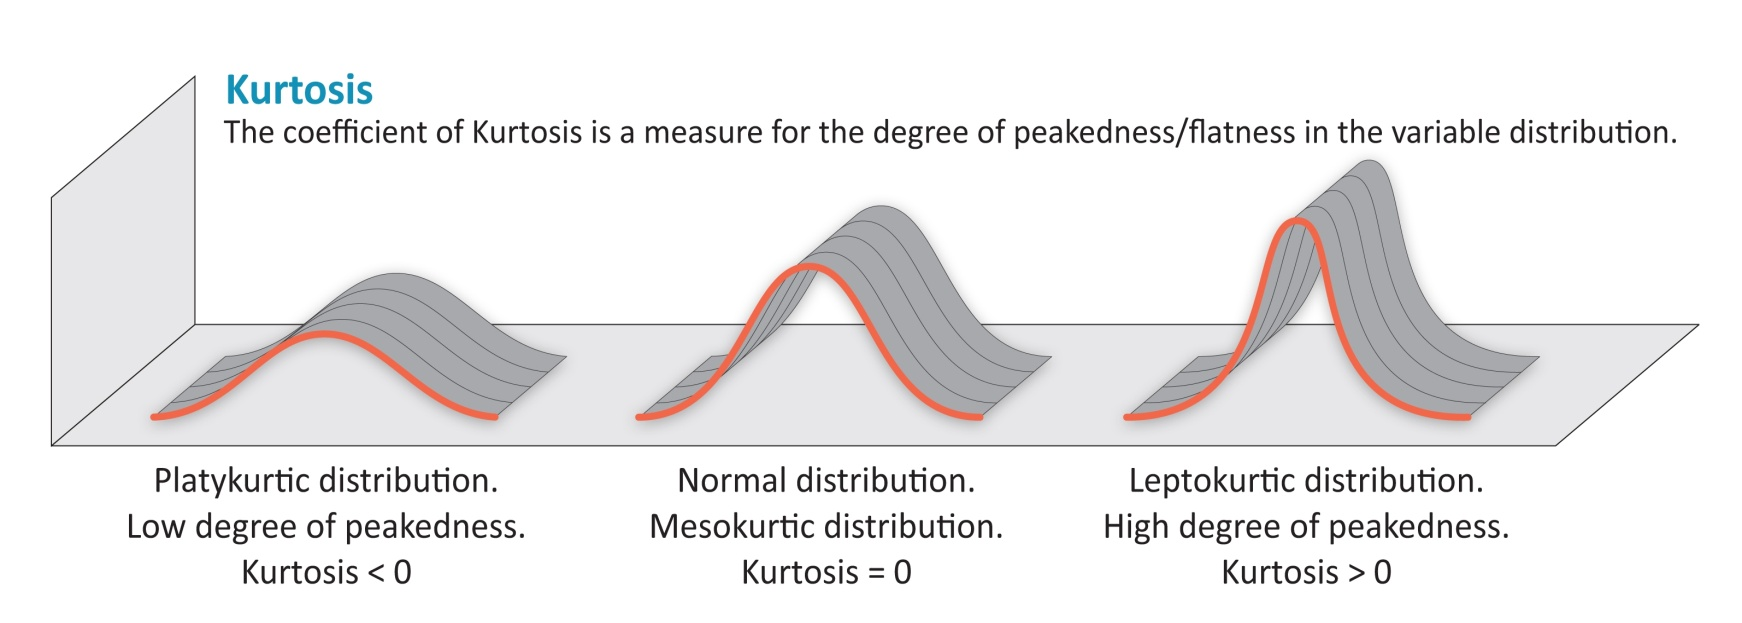 Kurtosis
The coefficient of Kurtosis is a measure for the degree of peakedness/flatness in the variable distribution.
Platykurtic distribution.
Low degree of peakedness.
Kurtosis < 0
Normal distribution.
Mesokurtic distribution.
Kurtosis = 0
Leptokurtic distribution.
High degree of peakedness.
Kurtosis > 0